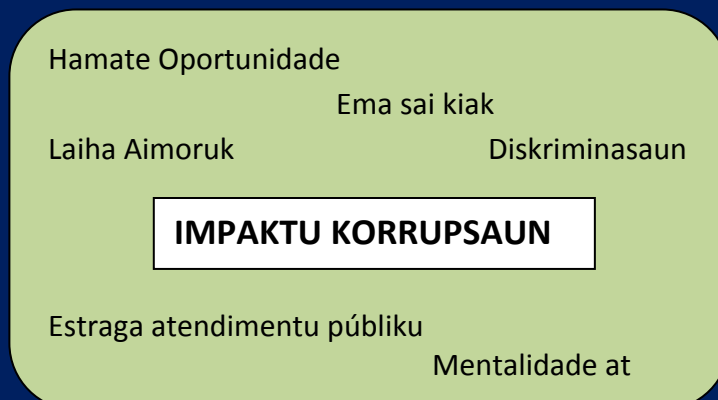 Hamate Oportunidade
Ema sai kiak
Laiha Aimoruk
Diskriminasaun
IMPAKTU KORRUPSAUN
Estraga atendimentu públiku
Mentalidade at